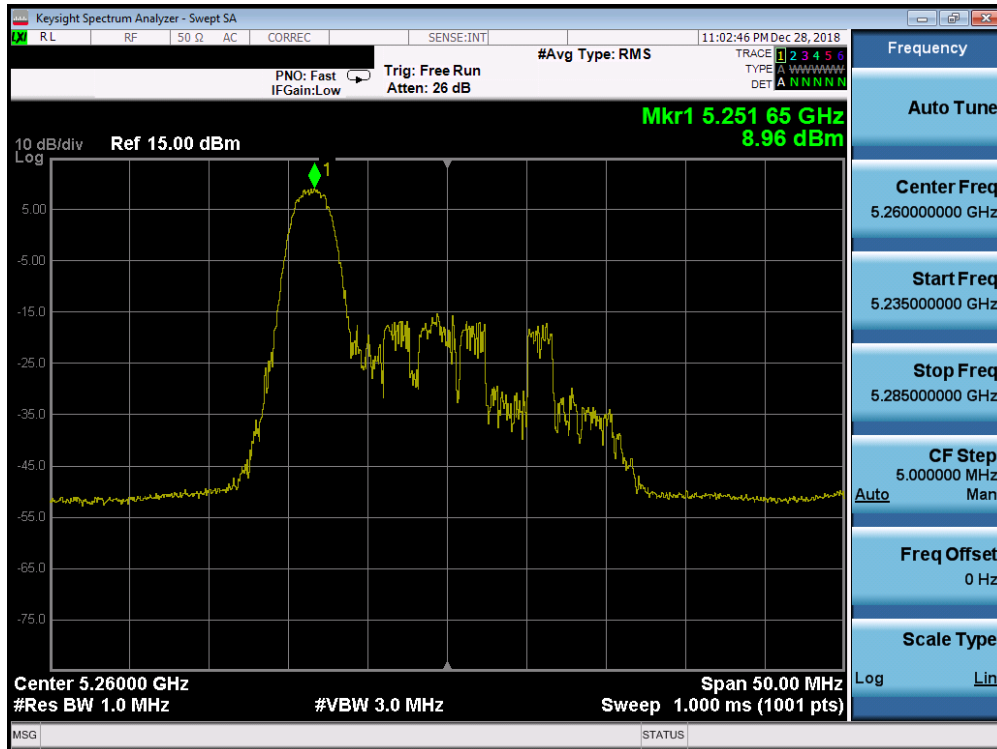 Keysight Spectrum Analyzer - Swept SA
LXI RL RF 50 Ω AC CORREC SENSE:INT 11:02:46 PM Dec 28, 2018
Frequency
#Avg Type: RMS
TRACE 1 2 3 4 5 6
TYPE A WWWWW
DET A N N N N N
PNO: Fast Trig: Free Run
IFGain:Low Atten: 26 dB
Auto Tune
Mkr1 5.251 65 GHz
8.96 dBm
10 dB/div Ref 15.00 dBm
Log
1
5.00
-5.00
-15.0
-25.0
-35.0
-45.0
-55.0
-65.0
-75.0
Center Freq
5.260000000 GHz
Start Freq
5.235000000 GHz
Stop Freq
5.285000000 GHz
CF Step
5.000000 MHz
Auto Man
Freq Offset
0 Hz
Scale Type
Log Lin
Center 5.26000 GHz Span 50.00 MHz
#Res BW 1.0 MHz #VBW 3.0 MHz Sweep 1.000 ms (1001 pts)
MSG STATUS